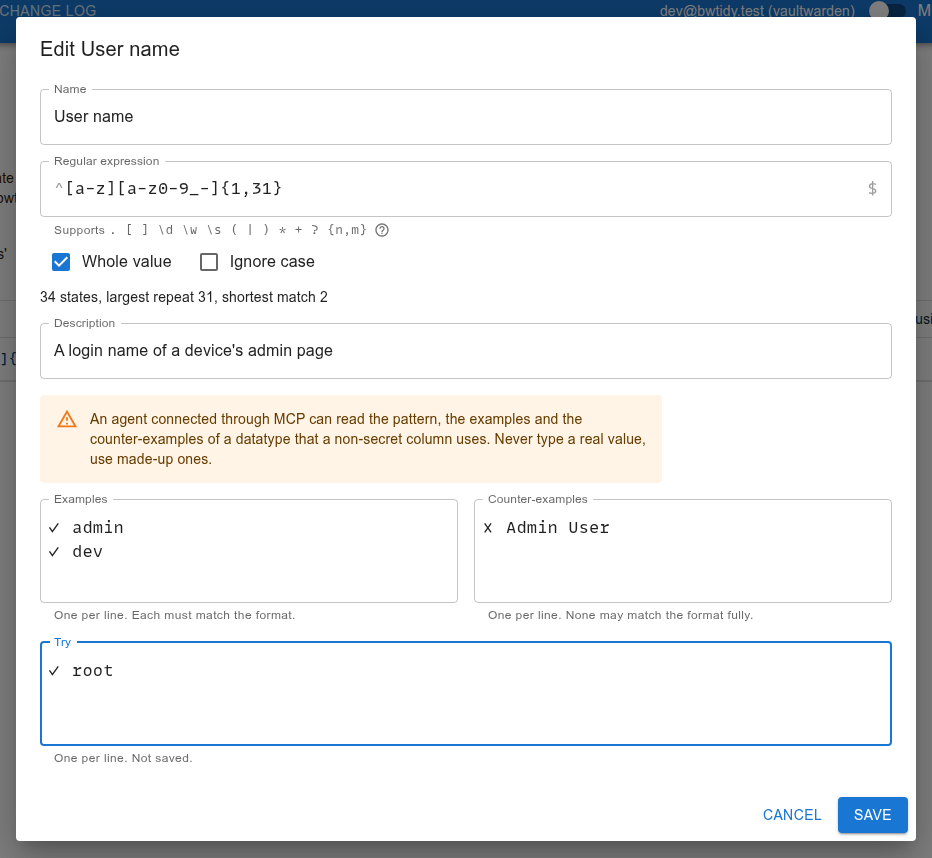 CHANGE LOG
dev@bwtidy.test (vaultwarden)
M
Edit User name
Name
User name
Regular expression
^[a-z][a-z0-9_-]{1,31}
$
Supports . [ ] \d \w \s ( | ) * + ? {n,m} ?
Whole value
Ignore case
34 states, largest repeat 31, shortest match 2
Description
A login name of a device's admin page
An agent connected through MCP can read the pattern, the examples and the
counter-examples of a datatype that a non-secret column uses. Never type a real value,
use made-up ones.
Examples
✓ admin
✓ dev
One per line. Each must match the format.
Counter-examples
x Admin User
One per line. None may match the format fully.
Try
✓ root
One per line. Not saved.
CANCEL
SAVE